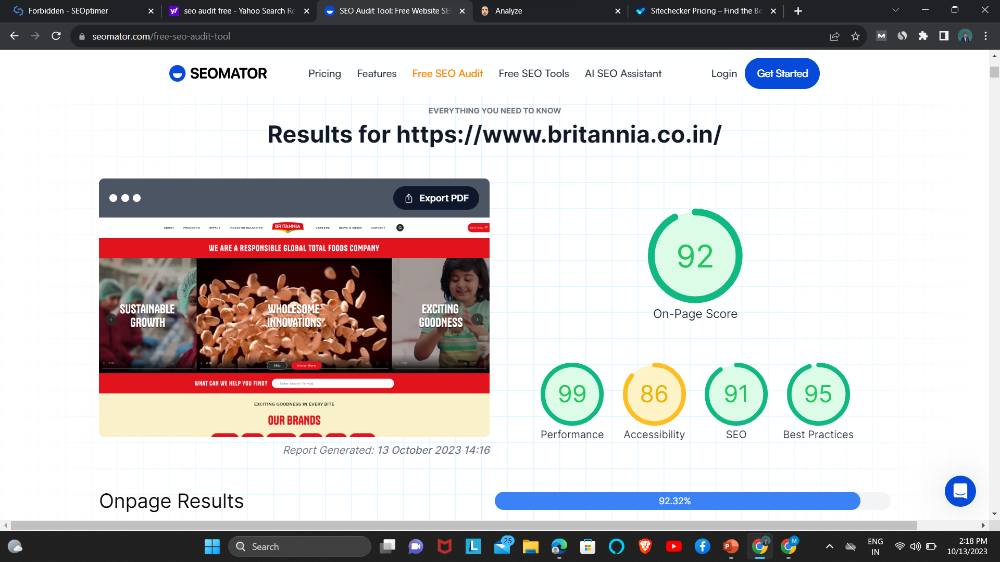 Forbidden - SEOptimer
seo audit free - Yahoo Search Re
SEO Audit Tool: Free Website SE
Analyze
Sitechecker Pricing – Find the Be
seomator.com/free-seo-audit-tool
SEOMATOR
Pricing
Features
Free SEO Audit
Free SEO Tools
AI SEO Assistant
Login
Get Started
EVERYTHING YOU NEED TO KNOW
Results for https://www.britannia.co.in/
Export PDF
ABOUT
PRODUCTS
IMPACT
INVESTOR RELATIONS
BRITANNIA
CAREERS
NEWS & MEDIA
CONTACT
SHOP NOW
WE ARE A RESPONSIBLE GLOBAL TOTAL FOODS COMPANY
SUSTAINABLE
GROWTH
WHOLESOME
INNOVATIONS
EXCITING
GOODNESS
0:00
0:00
0:00
Skip
Know More
WHAT CAN WE HELP YOU FIND?
Enter Search Term(s)
EXCITING GOODNESS IN EVERY BITE
OUR BRANDS
Report Generated: 13 October 2023 14:16
92
On-Page Score
99
Performance
86
Accessibility
91
SEO
95
Best Practices
Onpage Results
92.32%
Search
25
M
ENG
IN
2:18 PM
10/13/2023